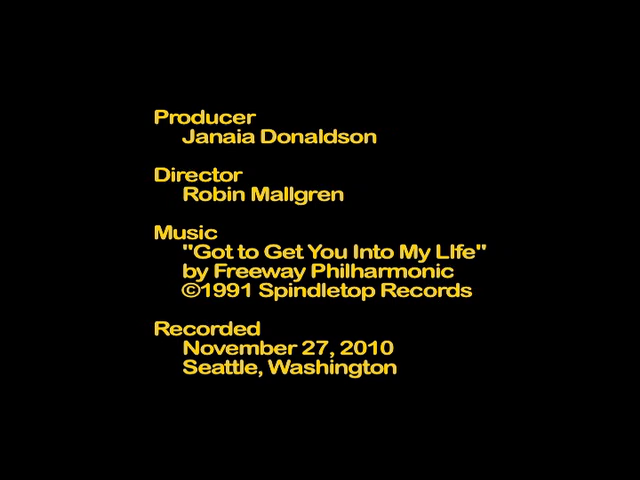 Producer
Janaia Donaldson
Director
Robin Mallgren
Music
"Got to Get You Into My LIfe"
by Freeway Philharmonic
©1991 Spindletop Records
Recorded
November 27, 2010
Seattle, Washington